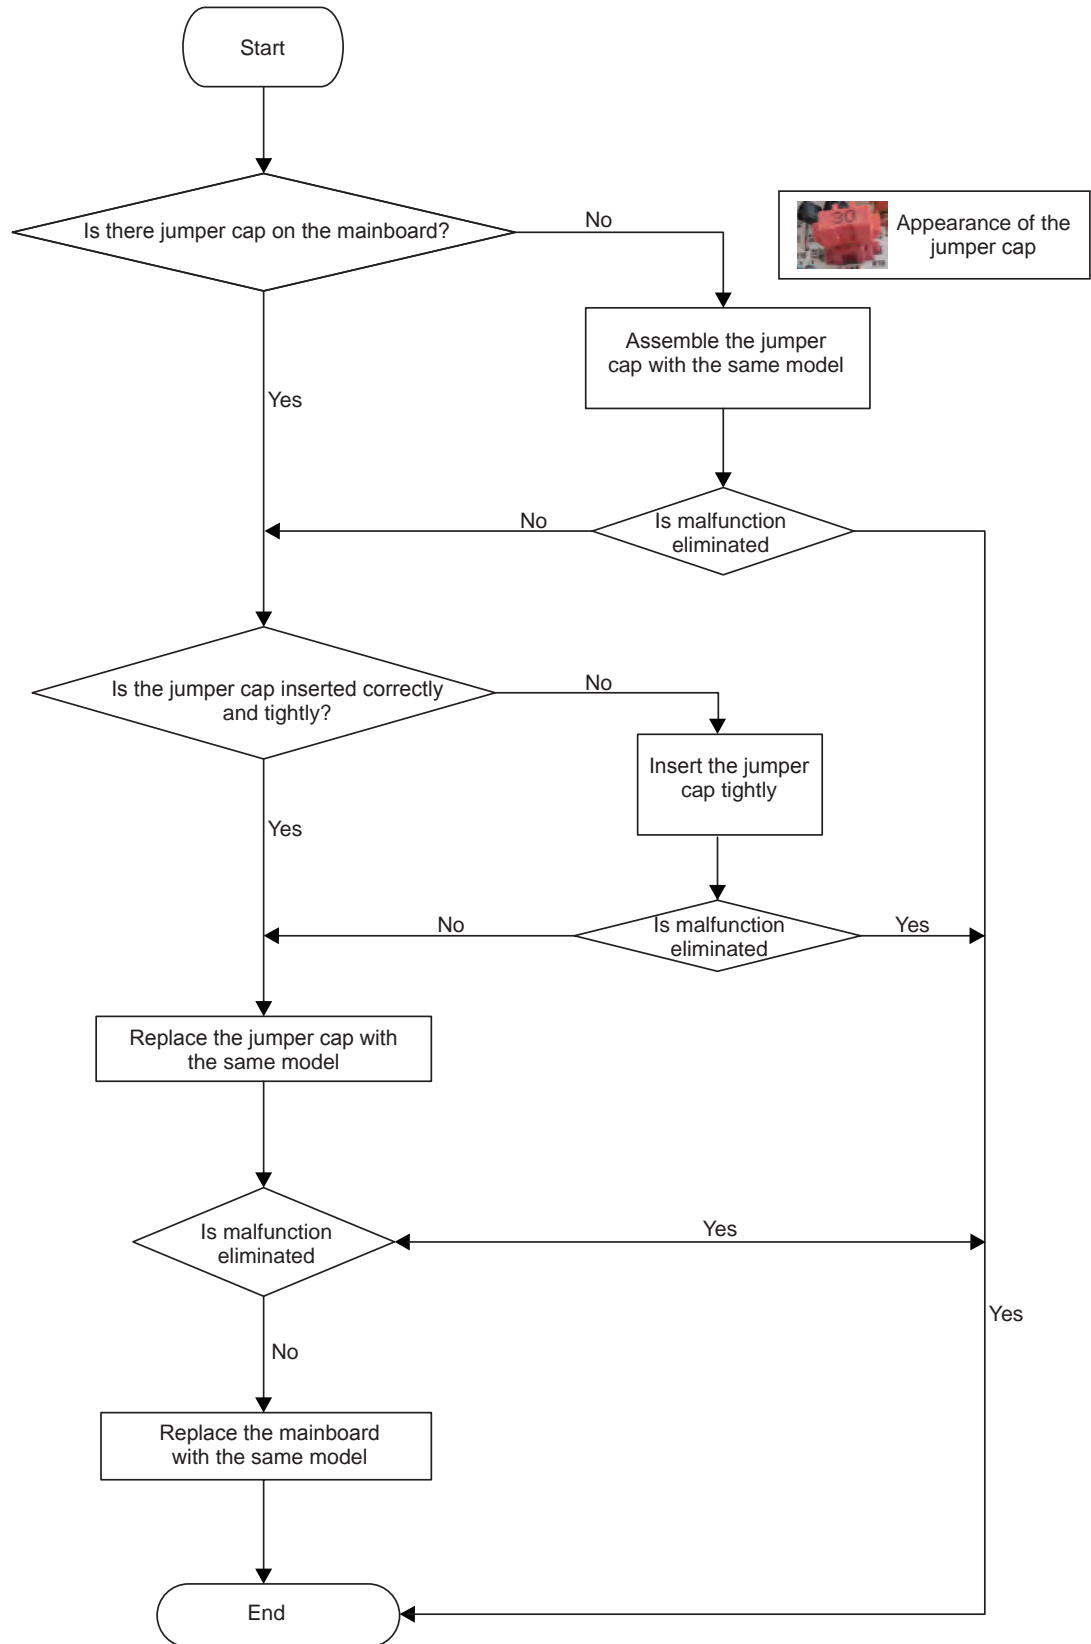 Start
Is there jumper cap on the mainboard?
No
30
Appearance of the
jumper cap
Assemble the jumper
cap with the same model
Yes
No
Is malfunction
eliminated
Is the jumper cap inserted correctly
and tightly?
No
Insert the jumper
cap tightly
Yes
No
Is malfunction
eliminated
Yes
Replace the jumper cap with
the same model
Is malfunction
eliminated
Yes
Yes
No
Replace the mainboard
with the same model
End